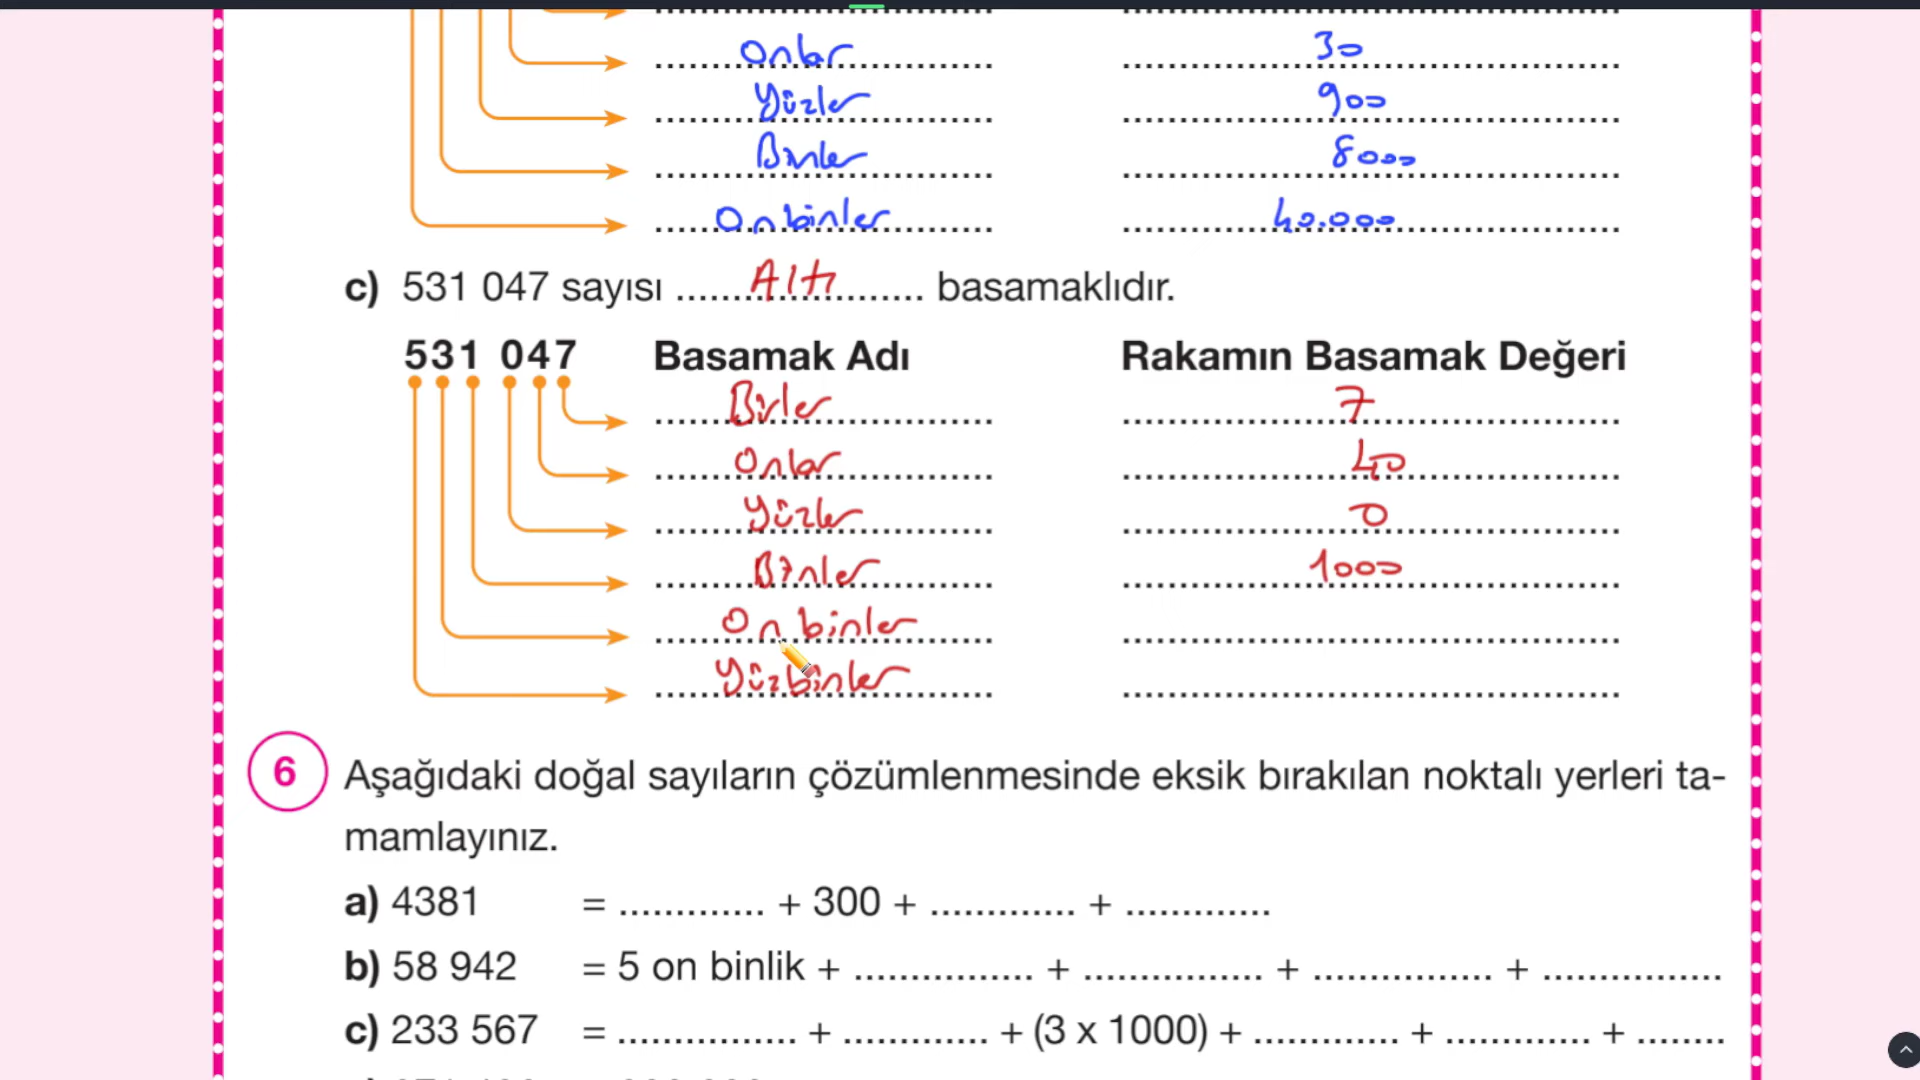 Onlar 30
Yüzler 900
Binler 8000
On binler 40.000
c) 531 047 sayısı ......Altı...... basamaklıdır.
531 047 Basamak Adı Rakamın Basamak Değeri
Birler 7
Onlar 40
Yüzler 0
Binler 1000
On binler
Yüzbinler
6 Aşağıdaki doğal sayıların çözümlenmesinde eksik bırakılan noktalı yerleri ta-
mamlayınız.
a) 4381 = ............. + 300 + ............. + .............
b) 58 942 = 5 on binlik + ................ + ................ + ................ + ................
c) 233 567 = ................ + ............. + (3 x 1000) + ............. + ............. + ........